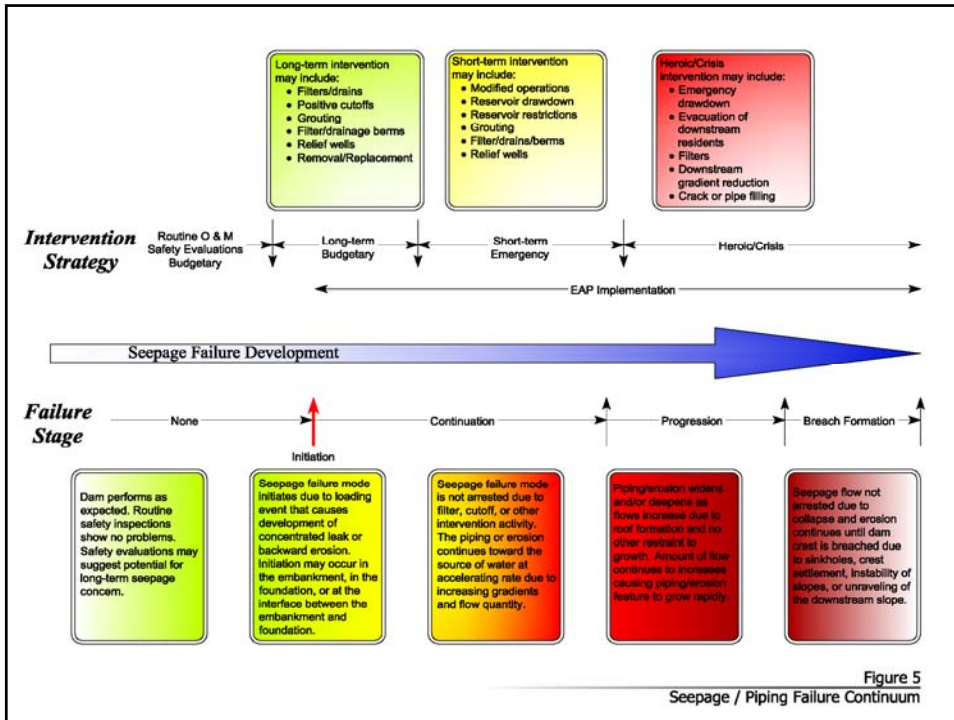 Long-term intervention
may include:
• Filters/drains
• Positive cutoffs
• Grouting
• Filter/drainage berms
• Relief wells
• Removal/Replacement
Short-term intervention
may include:
• Modified operations
• Reservoir drawdown
• Reservoir restrictions
• Grouting
• Filter/drains/berms
• Relief wells
Heroic/Crisis
intervention may include:
• Emergency
drawdown
• Evacuation of
downstream
residents
• Filters
• Downstream
gradient reduction
• Crack or pipe filling
Intervention
Strategy
Routine O & M
Safety Evaluations
Budgetary
Long-term
Budgetary
Short-term
Emergency
Heroic/Crisis
EAP Implementation
Seepage Failure Development
Failure
Stage
None
Initiation
Continuation
Progression
Breach Formation
Dam performs as
expected. Routine
safety inspections
show no problems.
Safety evaluations may
suggest potential for
long-term seepage
concern.
Seepage failure mode
initiates due to loading
event that causes
development of
concentrated leak or
backward erosion.
Initiation may occur in
the embankment, in the
foundation, or at the
interface between the
embankment and
foundation.
Seepage failure mode
is not arrested due to
filter, cutoff, or other
intervention activity.
The piping or erosion
continues toward the
source of water at
accelerating rate due to
increasing gradients
and flow quantity.
Piping/erosion widens
and/or deepens as
flows increase due to
roof formation and no
other restraint to
growth. Amount of flow
continues to increases
causing piping/erosion
feature to grow rapidly.
Seepage flow not
arrested due to
collapse and erosion
continues until dam
crest is breached due
to sinkholes, crest
settlement, instability of
slopes, or unraveling of
the downstream slope.
Figure 5
Seepage / Piping Failure Continuum